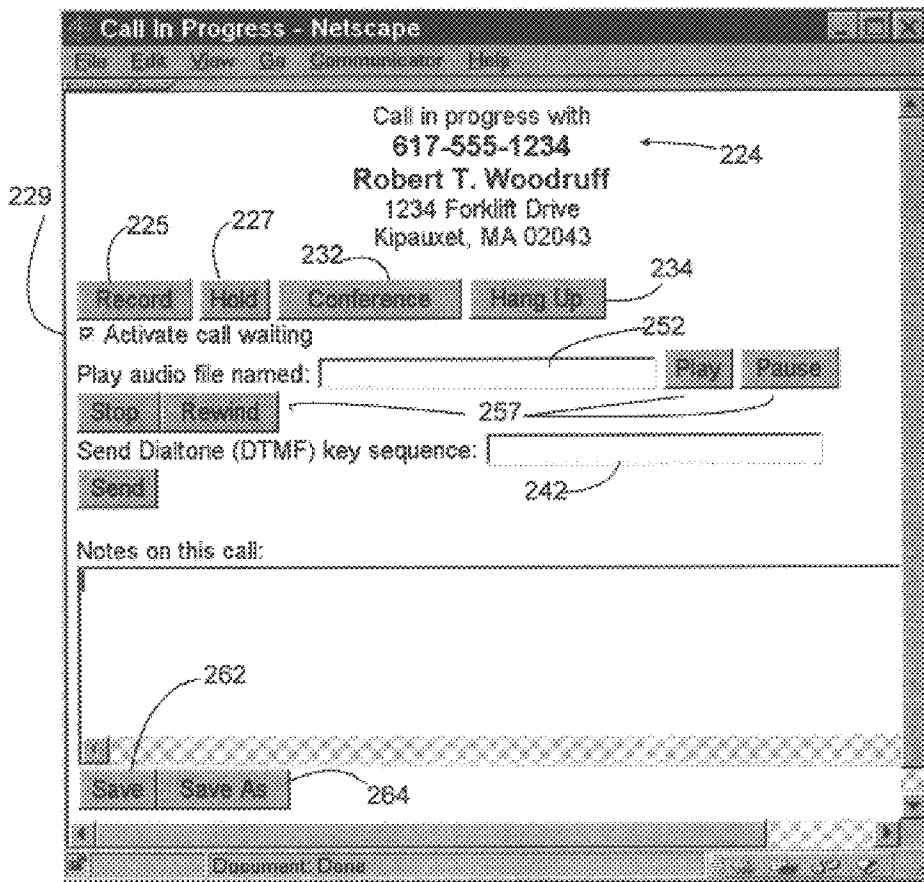 Call In Progress - Netscape
File Edit View Go Communicator Help
Call in progress with
617-555-1234
224
Robert T. Woodruff
1234 Forklift Drive
Kipauxet, MA 02043
229
225
227
232
234
Record Hold Conference Hang Up
Activate call waiting
252
Play audio file named: Play Pause
Stop Rewind
257
Send Dialtone (DTMF) key sequence:
242
Send
Notes on this call:
262
Save Save As
264
Document: Done